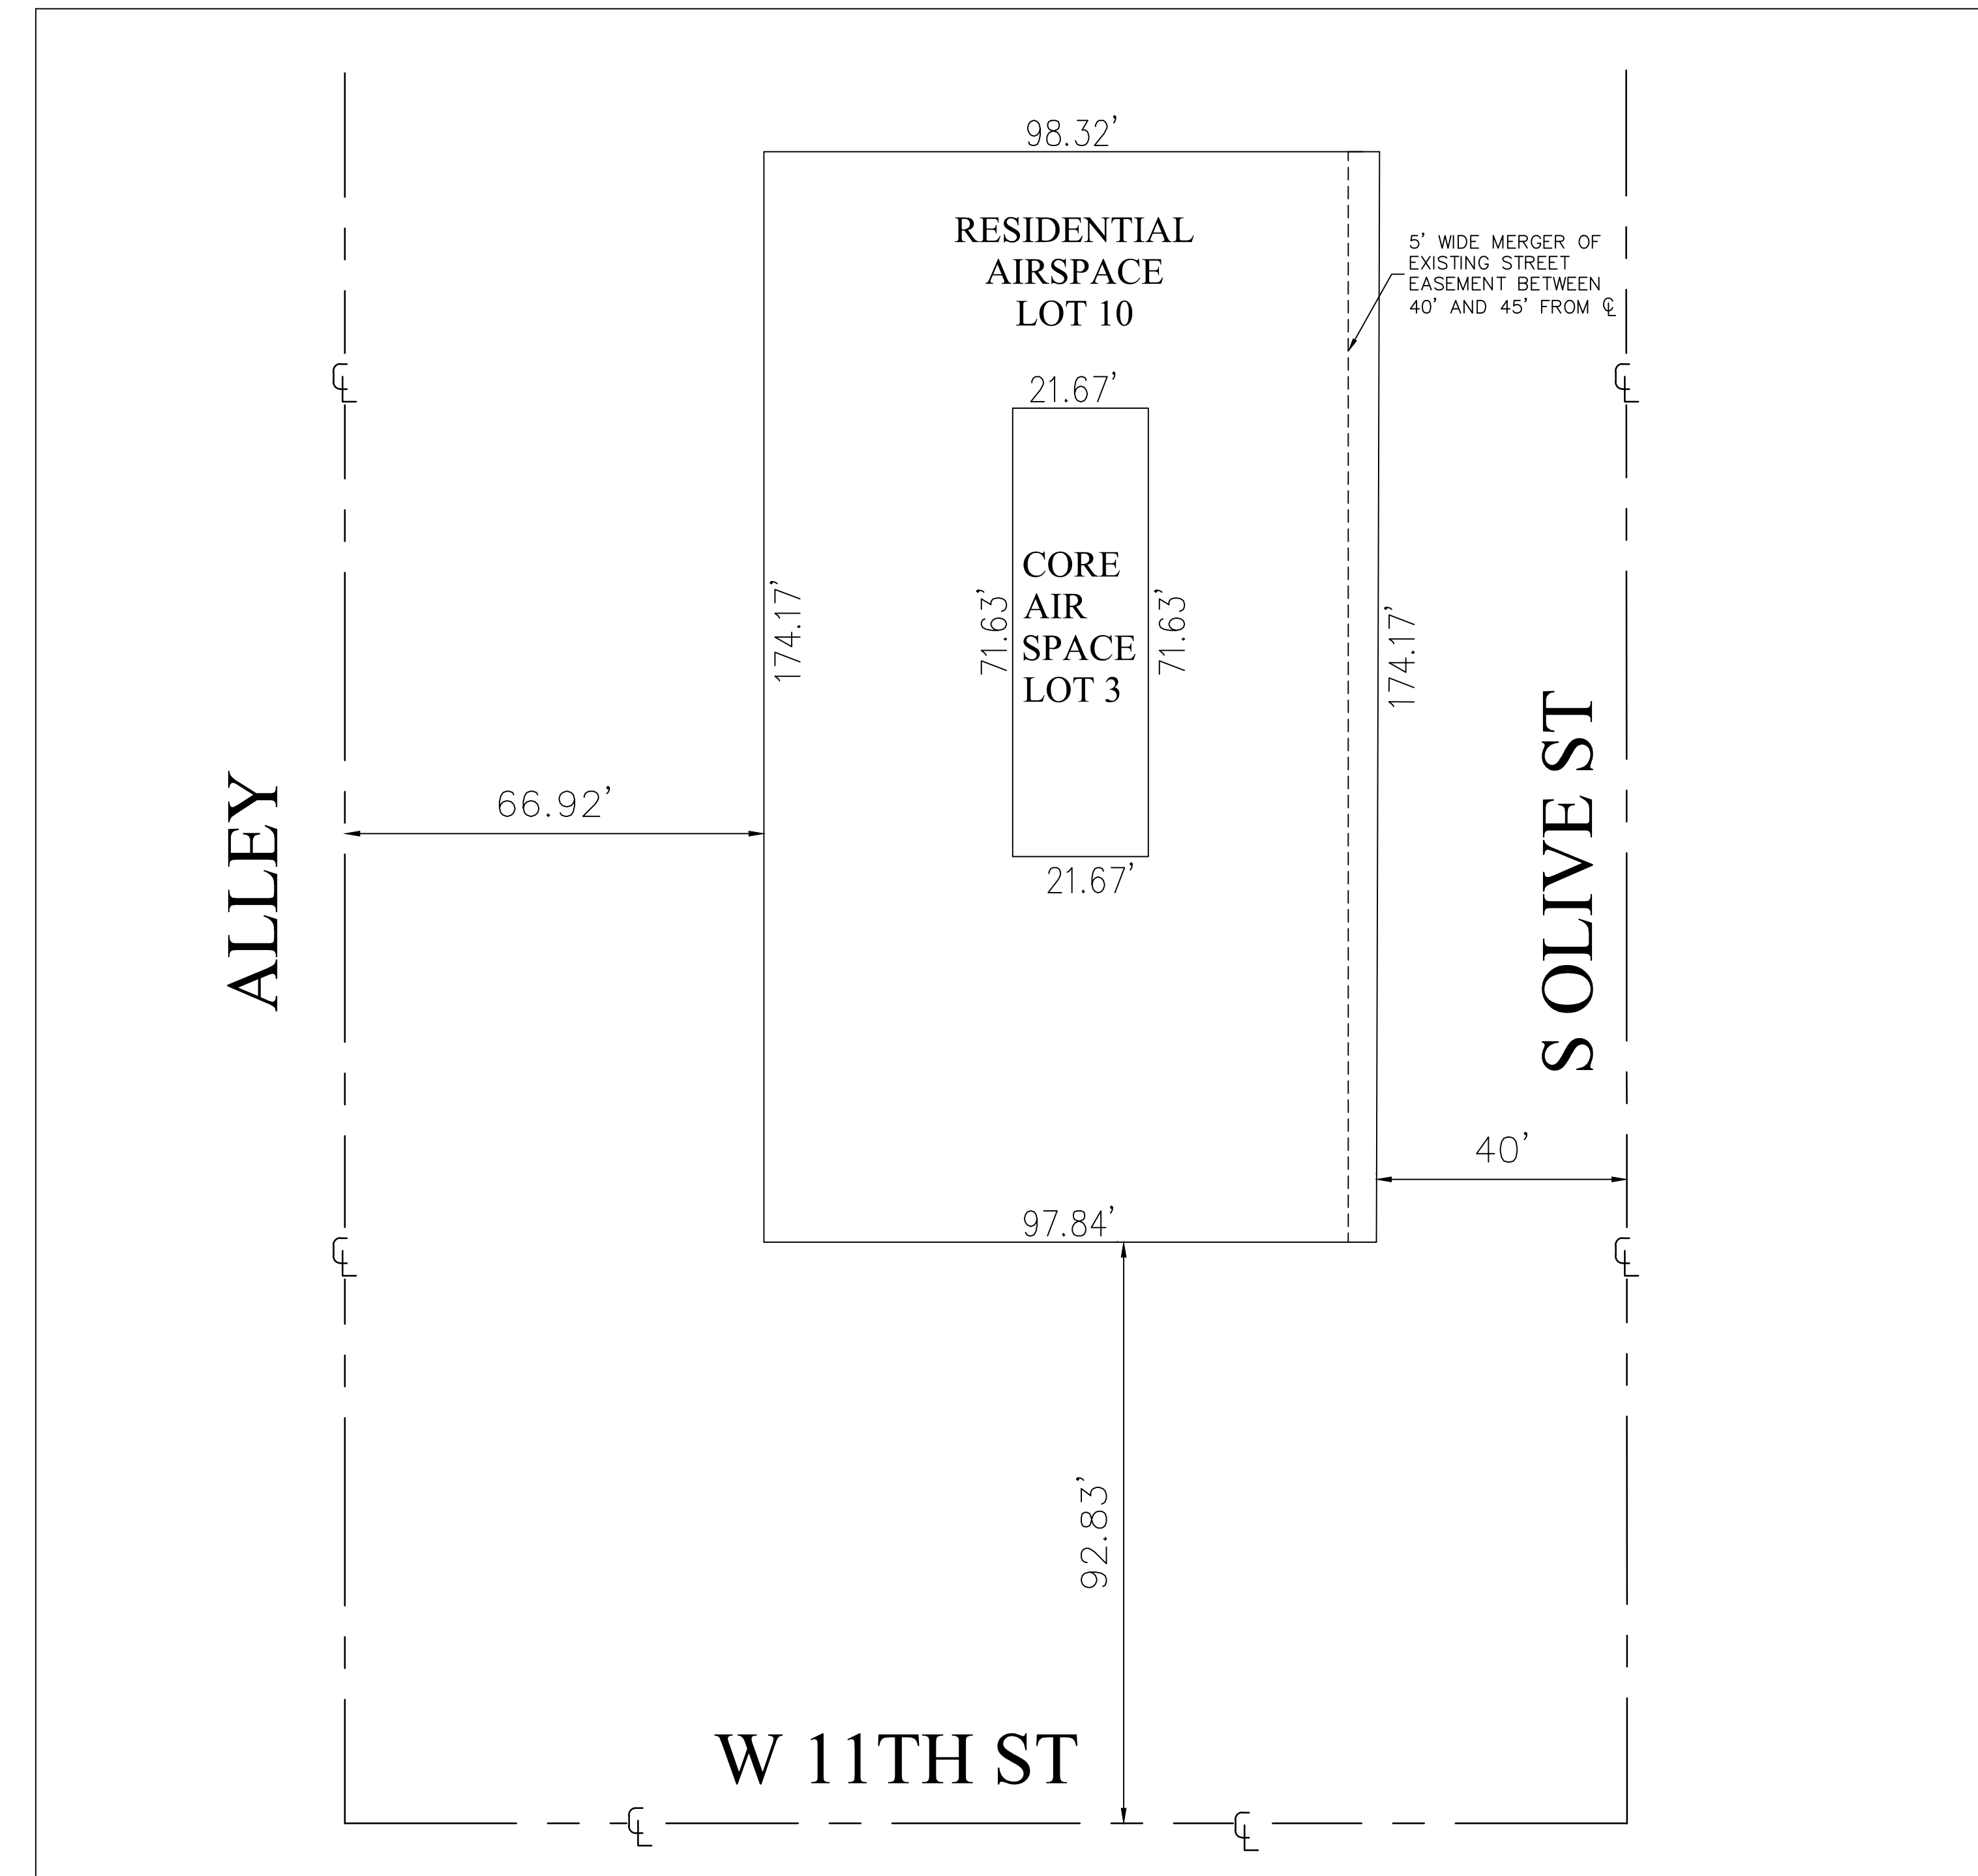 98.32'
RESIDENTIAL
AIRSPACE
LOT 10
5' WIDE MERGER OF
EXISTING STREET
EASEMENT BETWEEN
40' AND 45' FROM ℄
℄
℄
21.67'
CORE
AIR
SPACE
LOT 3
174.17'
71.63'
71.63'
174.17'
ALLEY
66.92'
21.67'
S OLIVE ST
40'
97.84'
℄
℄
92.83'
W 11TH ST
℄
℄